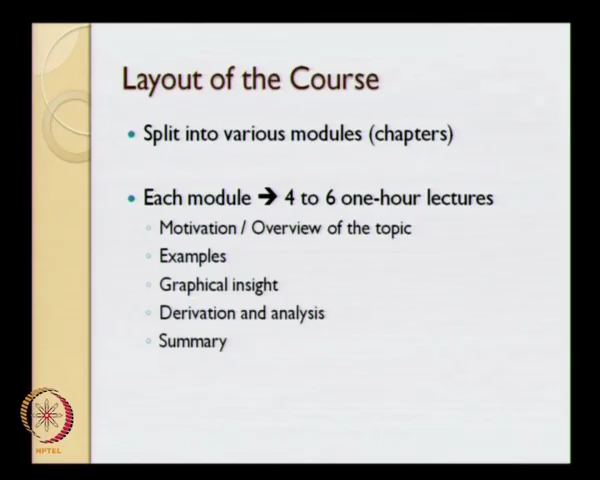 Layout of the Course
• Split into various modules (chapters)
• Each module ➔ 4 to 6 one-hour lectures
◦ Motivation / Overview of the topic
◦ Examples
◦ Graphical insight
◦ Derivation and analysis
◦ Summary
NPTEL